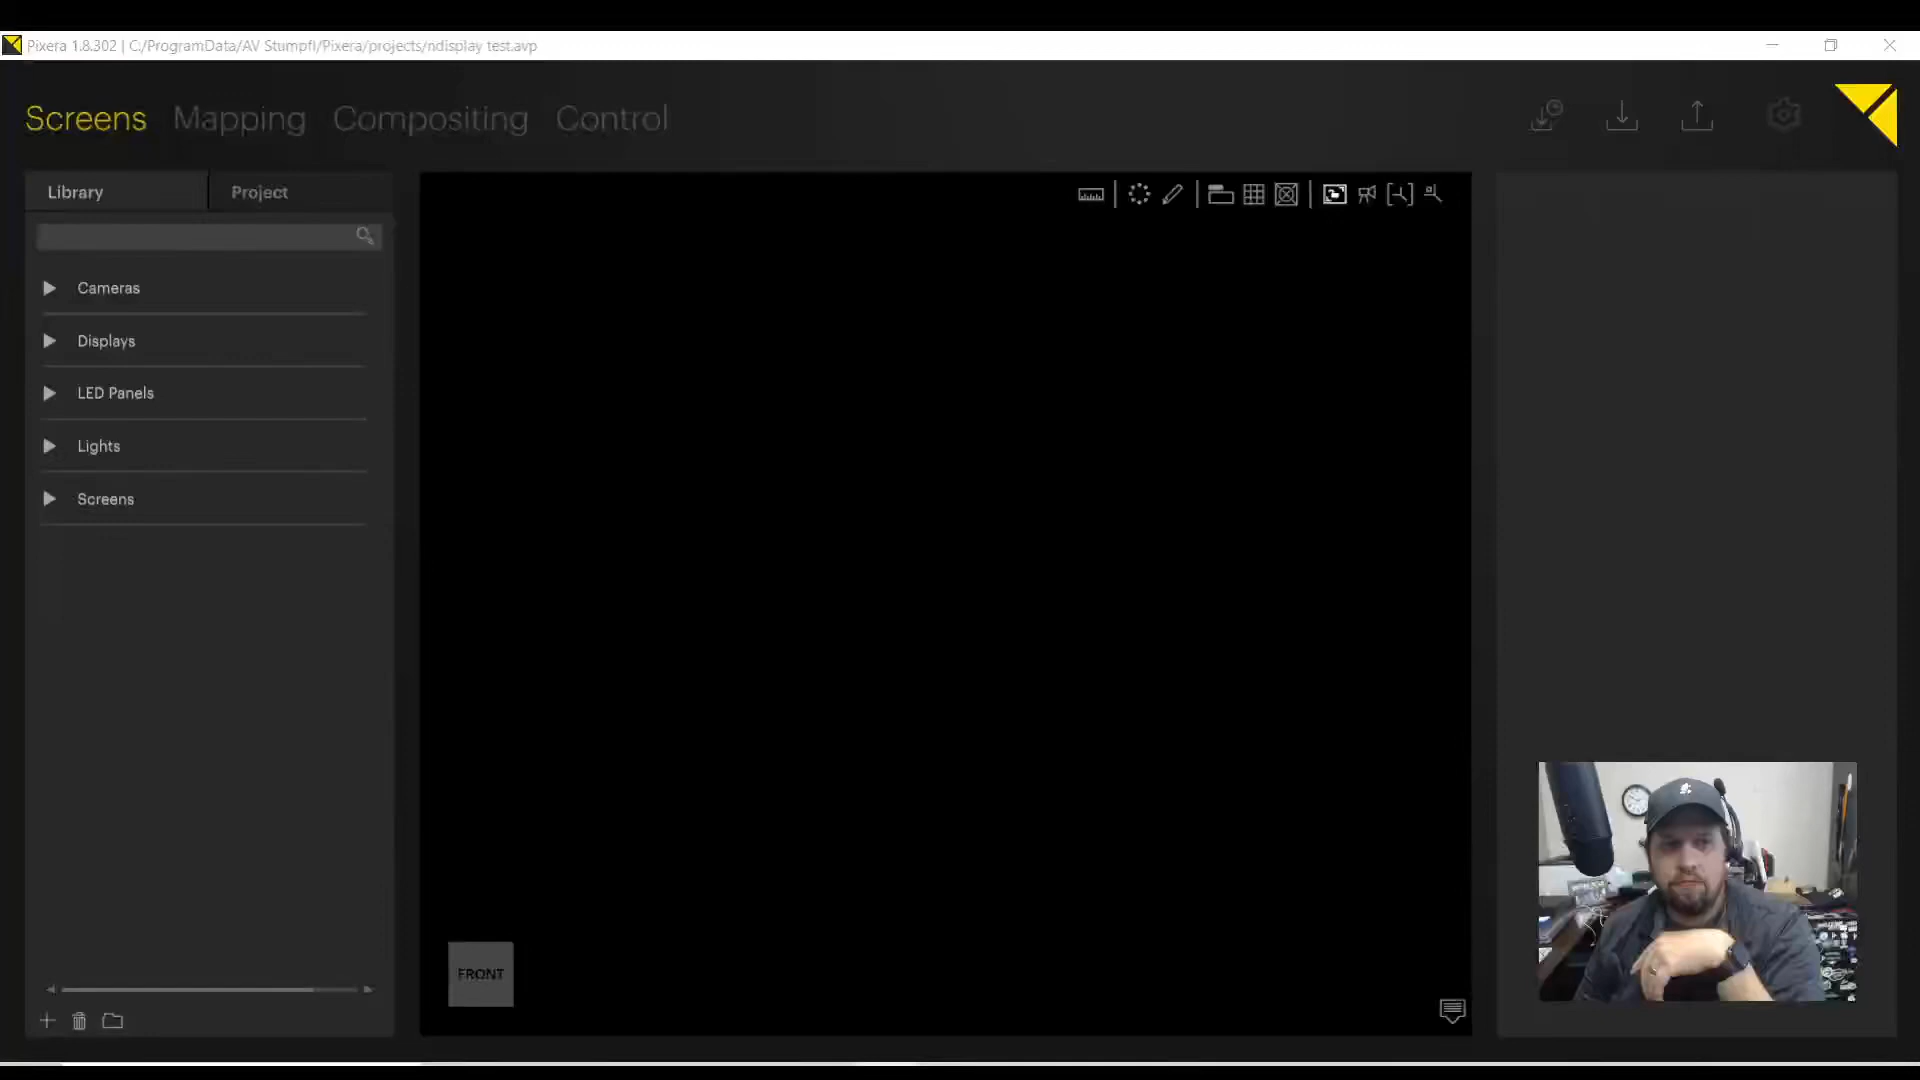 Pixera 1.8.302 | C:/ProgramData/AV Stumpfl/Pixera/projects/ndisplay test.avp
Screens Mapping Compositing Control
Library Project
Cameras
Displays
LED Panels
Lights
Screens
FRONT